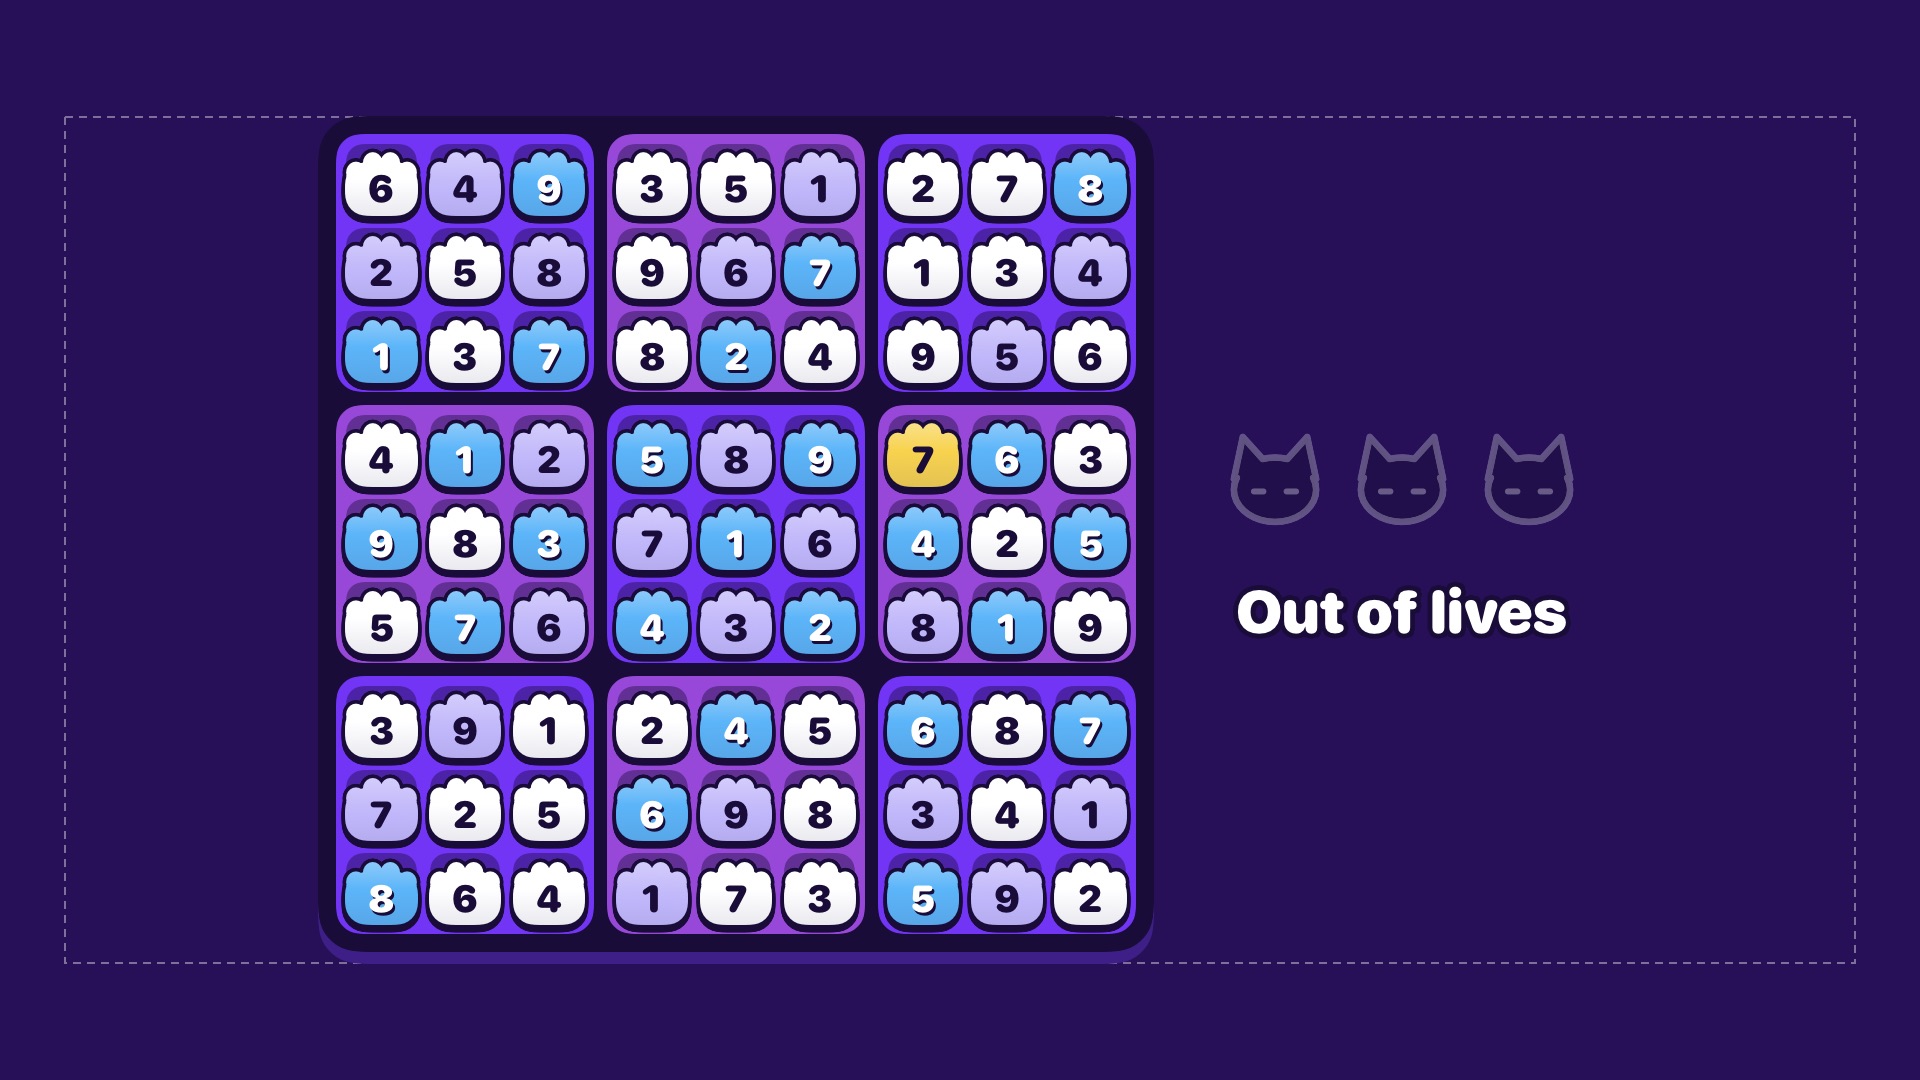 6 4 9 3 5 1 2 7 8
2 5 8 9 6 7 1 3 4
1 3 7 8 2 4 9 5 6
4 1 2 5 8 9 7 6 3
9 8 3 7 1 6 4 2 5
5 7 6 4 3 2 8 1 9
3 9 1 2 4 5 6 8 7
7 2 5 6 9 8 3 4 1
8 6 4 1 7 3 5 9 2
Out of lives